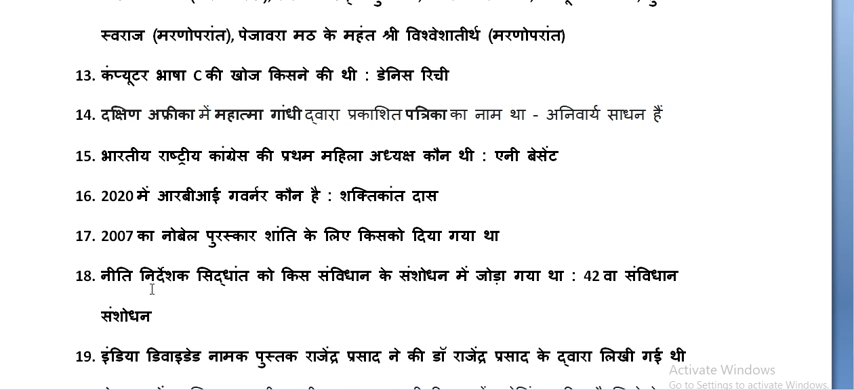 स्वराज (मरणोपरांत), पेजावरा मठ के महंत श्री विश्वेशातीर्थ (मरणोपरांत)
13. कंप्यूटर भाषा C की खोज किसने की थी : डेनिस रिची
14. दक्षिण अफ्रीका में महात्मा गांधी द्वारा प्रकाशित पत्रिका का नाम था - अनिवार्य साधन हैं
15. भारतीय राष्ट्रीय कांग्रेस की प्रथम महिला अध्यक्ष कौन थी : एनी बेसेंट
16. 2020 में आरबीआई गवर्नर कौन है : शक्तिकांत दास
17. 2007 का नोबेल पुरस्कार शांति के लिए किसको दिया गया था
18. नीति निर्देशक सिद्धांत को किस संविधान के संशोधन में जोड़ा गया था : 42 वा संविधान
संशोधन
19. इंडिया डिवाइडेड नामक पुस्तक राजेंद्र प्रसाद ने की डॉ राजेंद्र प्रसाद के द्वारा लिखी गई थी
Activate Windows
Go to Settings to activate Windows.